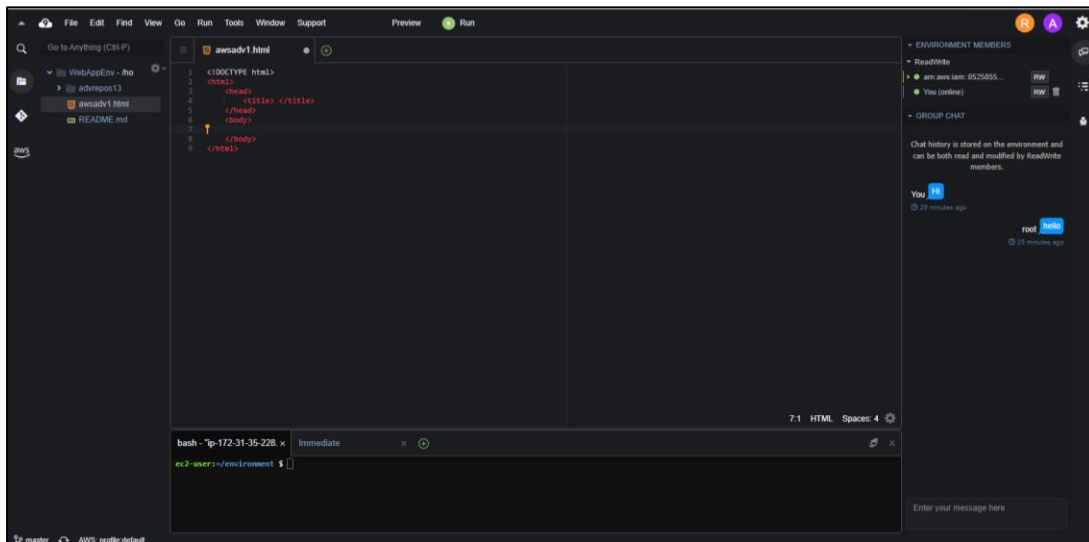 File Edit Find View Go Run Tools Window Support Preview Run R A
Go to Anything (Ctrl-P)
WebAppEnv - /ho
advrepos13
awsadv1.html
README.md
aws
awsadv1.html
1 <!DOCTYPE html>
2 <html>
3 <head>
4 <title> </title>
5 </head>
6 <body>
7
8 </body>
9 </html>
7:1 HTML Spaces: 4
bash - "ip-172-31-35-228. × Immediate ×
ec2-user:~/environment $
ENVIRONMENT MEMBERS
ReadWrite
arn:aws:iam::0525855... RW
You (online) RW
GROUP CHAT
Chat history is stored on the environment and
can be both read and modified by ReadWrite
members.
You Hi
25 minutes ago
root hello
25 minutes ago
Enter your message here
master AWS: profile:default